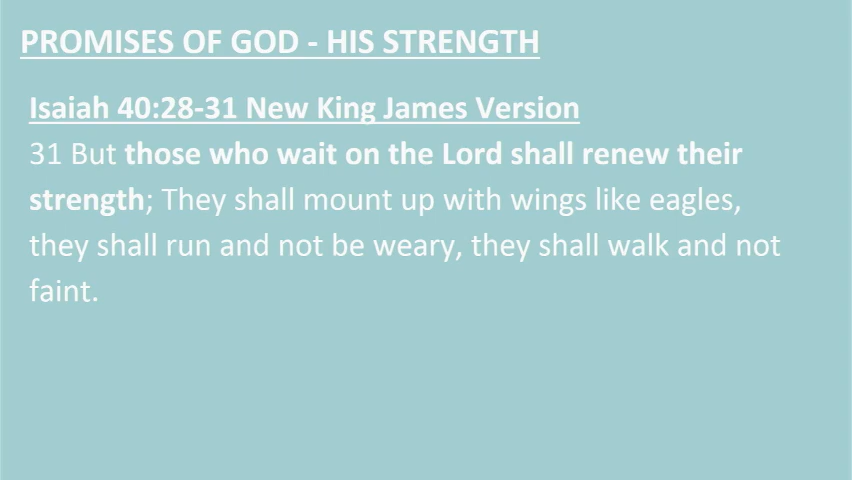 PROMISES OF GOD - HIS STRENGTH
Isaiah 40:28-31 New King James Version
31 But those who wait on the Lord shall renew their
strength; They shall mount up with wings like eagles,
they shall run and not be weary, they shall walk and not
faint.